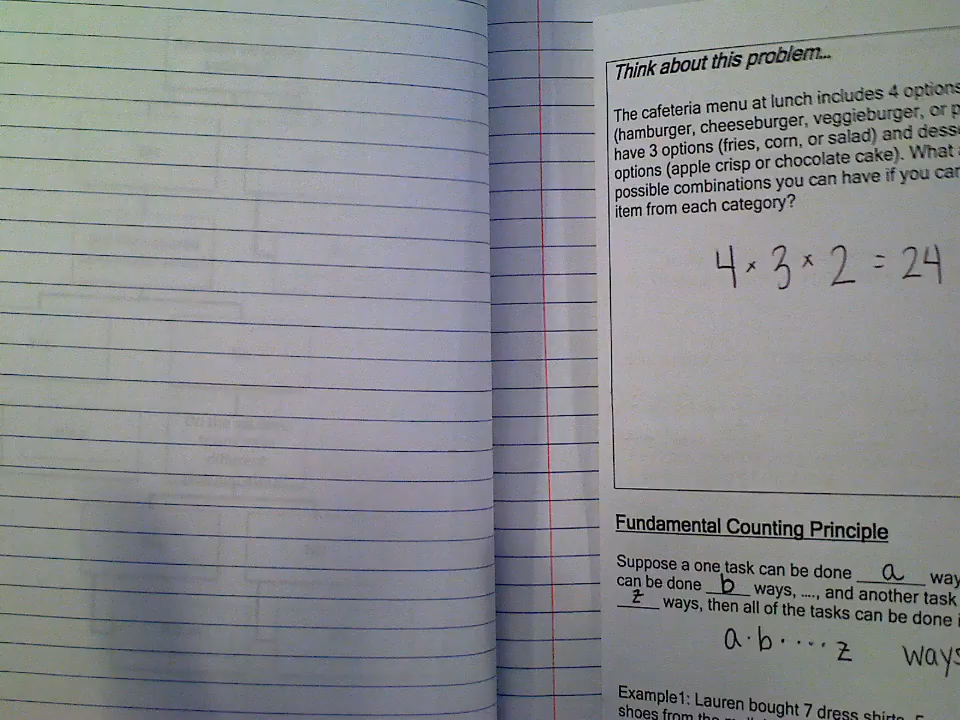 Think about this problem...
The cafeteria menu at lunch includes 4 options
(hamburger, cheeseburger, veggieburger, or
have 3 options (fries, corn, or salad) and
options (apple crisp or chocolate cake). What
possible combinations you can have if you
item from each category?
4 × 3 × 2 = 24
Fundamental Counting Principle
Suppose a one task can be done a
can be done b ways, ...., and another task
z ways, then all of the tasks can be done
a · b · · · · z ways
Example1: Lauren bought 7 dress shirts,
shoes from the